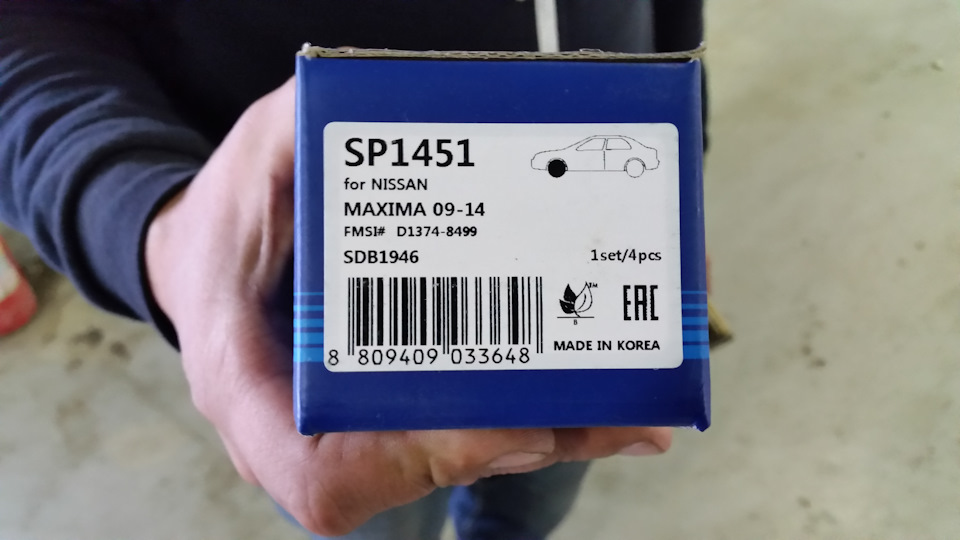 SP1451
for NISSAN
MAXIMA 09-14
FMSI# D1374-8499
SDB1946 1set/4pcs
TM
B
EAC
8 809409 033648
MADE IN KOREA